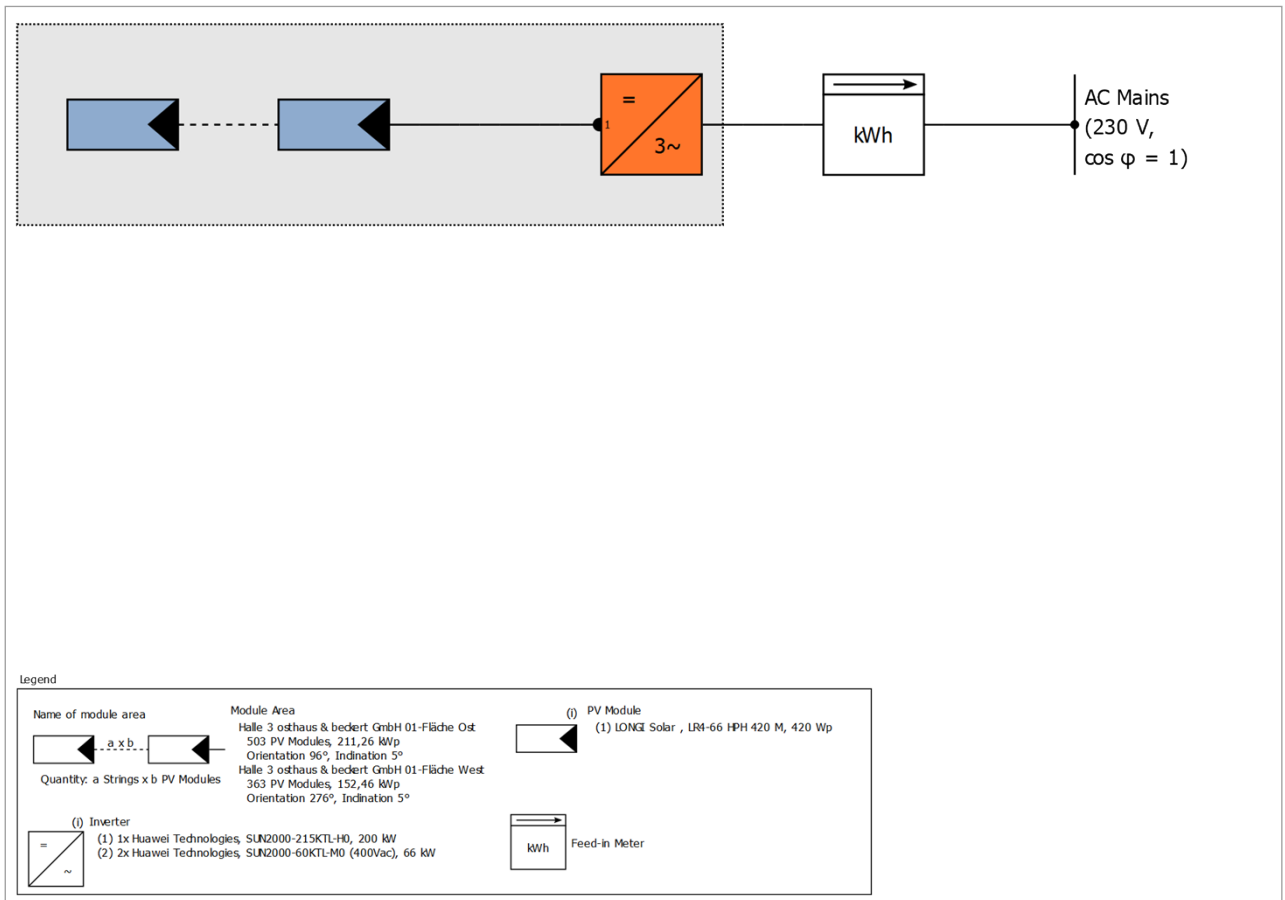 =
1
3~
kWh
AC Mains
(230 V,
cos φ = 1)
Legend
Name of module area
a x b
Quantity: a Strings x b PV Modules
Module Area
Halle 3 osthaus & beckert GmbH 01-Fläche Ost
503 PV Modules, 211,26 kWp
Orientation 96°, Inclination 5°
Halle 3 osthaus & beckert GmbH 01-Fläche West
363 PV Modules, 152,46 kWp
Orientation 276°, Inclination 5°
(i) PV Module
(1) LONGI Solar , LR4-66 HPH 420 M, 420 Wp
(i) Inverter
=
~
(1) 1x Huawei Technologies, SUN2000-215KTL-H0, 200 kW
(2) 2x Huawei Technologies, SUN2000-60KTL-M0 (400Vac), 66 kW
kWh
Feed-in Meter